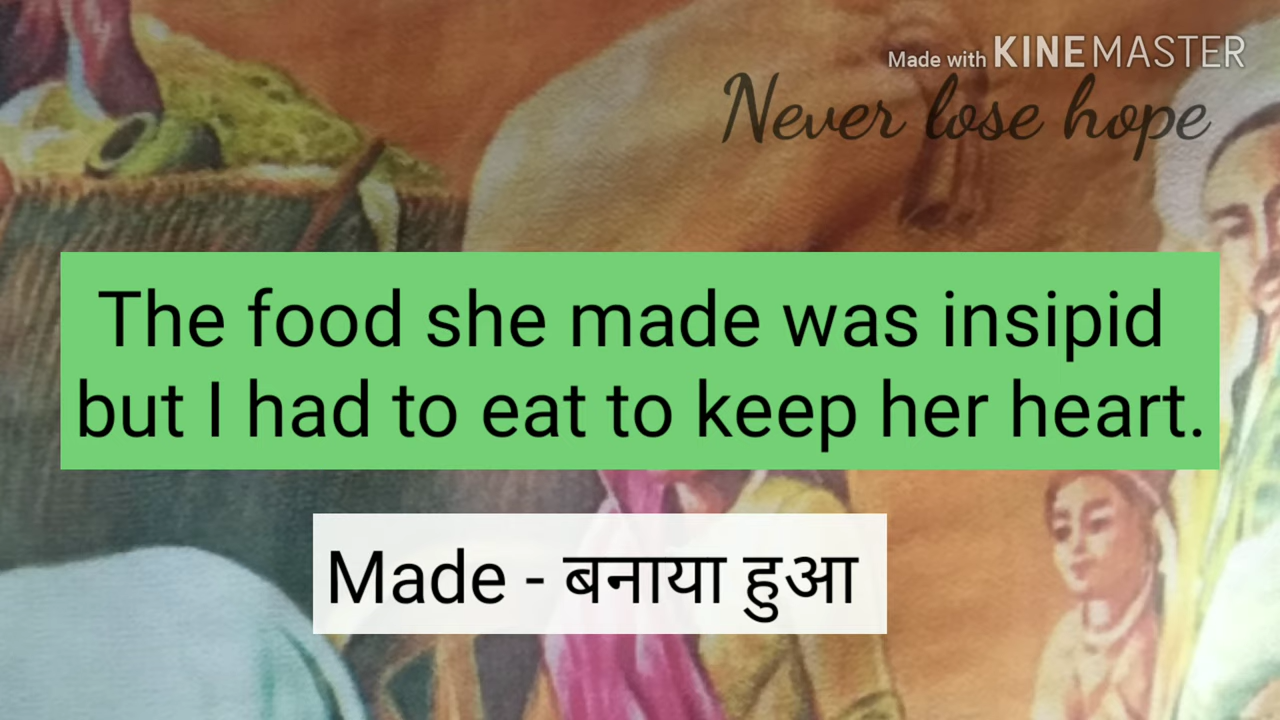 Made with KINEMASTER
Never lose hope
The food she made was insipid
but I had to eat to keep her heart.
Made - बनाया हुआ